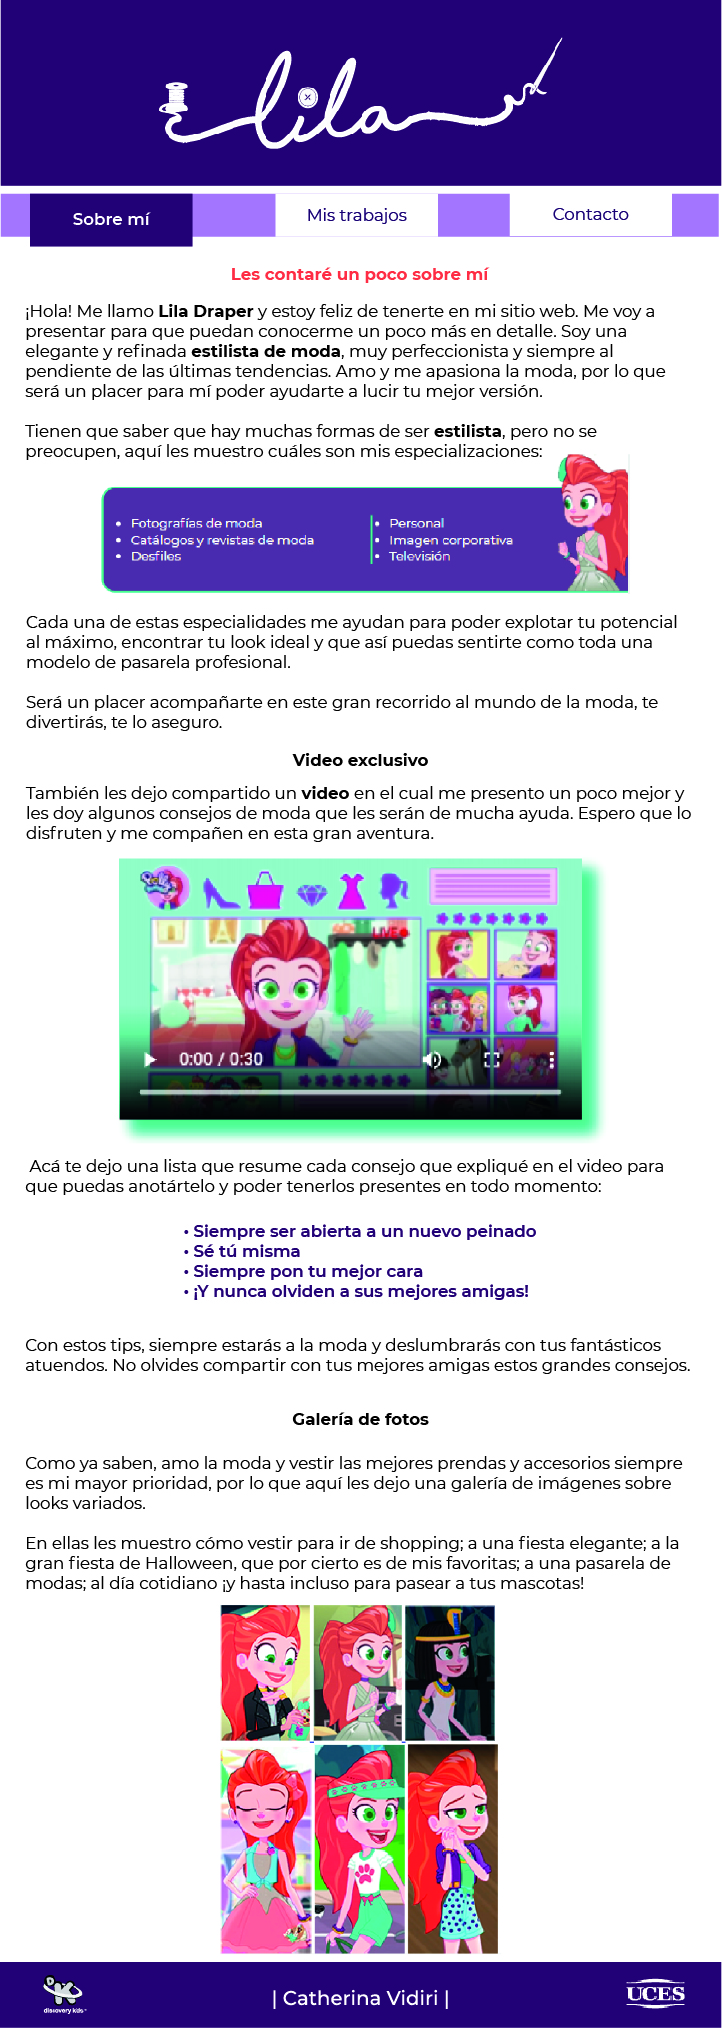 lila
Sobre mí
Mis trabajos
Contacto
Les contaré un poco sobre mí
¡Hola! Me llamo Lila Draper y estoy feliz de tenerte en mi sitio web. Me voy a
presentar para que puedan conocerme un poco más en detalle. Soy una
elegante y refinada estilista de moda, muy perfeccionista y siempre al
pendiente de las últimas tendencias. Amo y me apasiona la moda, por lo que
será un placer para mí poder ayudarte a lucir tu mejor versión.
Tienen que saber que hay muchas formas de ser estilista, pero no se
preocupen, aquí les muestro cuáles son mis especializaciones:
• Fotografías de moda
• Catálogos y revistas de moda
• Desfiles
• Personal
• Imagen corporativa
• Televisión
Cada una de estas especialidades me ayudan para poder explotar tu potencial
al máximo, encontrar tu look ideal y que así puedas sentirte como toda una
modelo de pasarela profesional.
Será un placer acompañarte en este gran recorrido al mundo de la moda, te
divertirás, te lo aseguro.
Video exclusivo
También les dejo compartido un video en el cual me presento un poco mejor y
les doy algunos consejos de moda que les serán de mucha ayuda. Espero que lo
disfruten y me compañen en esta gran aventura.
LIVE
0:00 / 0:30
Acá te dejo una lista que resume cada consejo que expliqué en el video para
que puedas anotártelo y poder tenerlos presentes en todo momento:
• Siempre ser abierta a un nuevo peinado
• Sé tú misma
• Siempre pon tu mejor cara
• ¡Y nunca olviden a sus mejores amigas!
Con estos tips, siempre estarás a la moda y deslumbrarás con tus fantásticos
atuendos. No olvides compartir con tus mejores amigas estos grandes consejos.
Galería de fotos
Como ya saben, amo la moda y vestir las mejores prendas y accesorios siempre
es mi mayor prioridad, por lo que aquí les dejo una galería de imágenes sobre
looks variados.
En ellas les muestro cómo vestir para ir de shopping; a una fiesta elegante; a la
gran fiesta de Halloween, que por cierto es de mis favoritas; a una pasarela de
modas; al día cotidiano ¡y hasta incluso para pasear a tus mascotas!
DK
discovery kids
| Catherina Vidiri |
UCES